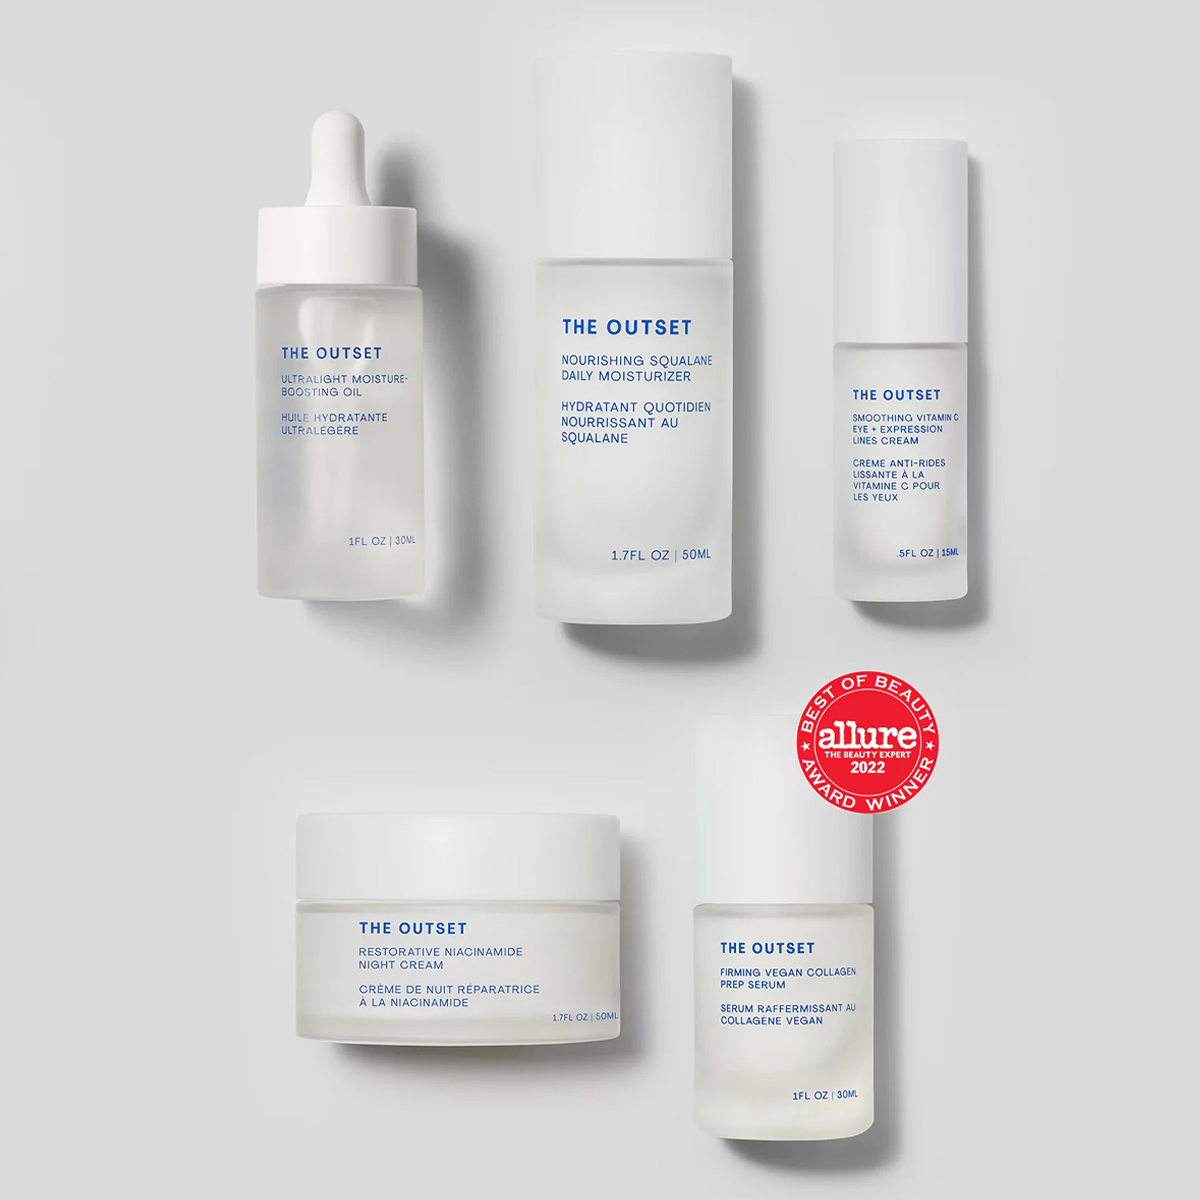 THE OUTSET
ULTRALIGHT MOISTURE-
BOOSTING OIL
HUILE HYDRATANTE
ULTRALÉGÈRE
1FL OZ | 30ML
THE OUTSET
NOURISHING SQUALANE
DAILY MOISTURIZER
HYDRATANT QUOTIDIEN
NOURRISSANT AU
SQUALANE
1.7FL OZ | 50ML
THE OUTSET
SMOOTHING VITAMIN C
EYE + EXPRESSION
LINES CREAM
CRÈME ANTI-RIDES
LISSANTE À LA
VITAMINE C POUR
LES YEUX
.5FL OZ | 15ML
BEST OF BEAUTY
allure
THE BEAUTY EXPERT
2022
AWARD WINNER
THE OUTSET
RESTORATIVE NIACINAMIDE
NIGHT CREAM
CRÈME DE NUIT RÉPARATRICE
À LA NIACINAMIDE
1.7FL OZ | 50ML
THE OUTSET
FIRMING VEGAN COLLAGEN
PREP SERUM
SÉRUM RAFFERMISSANT AU
COLLAGÈNE VÉGAN
1FL OZ | 30ML